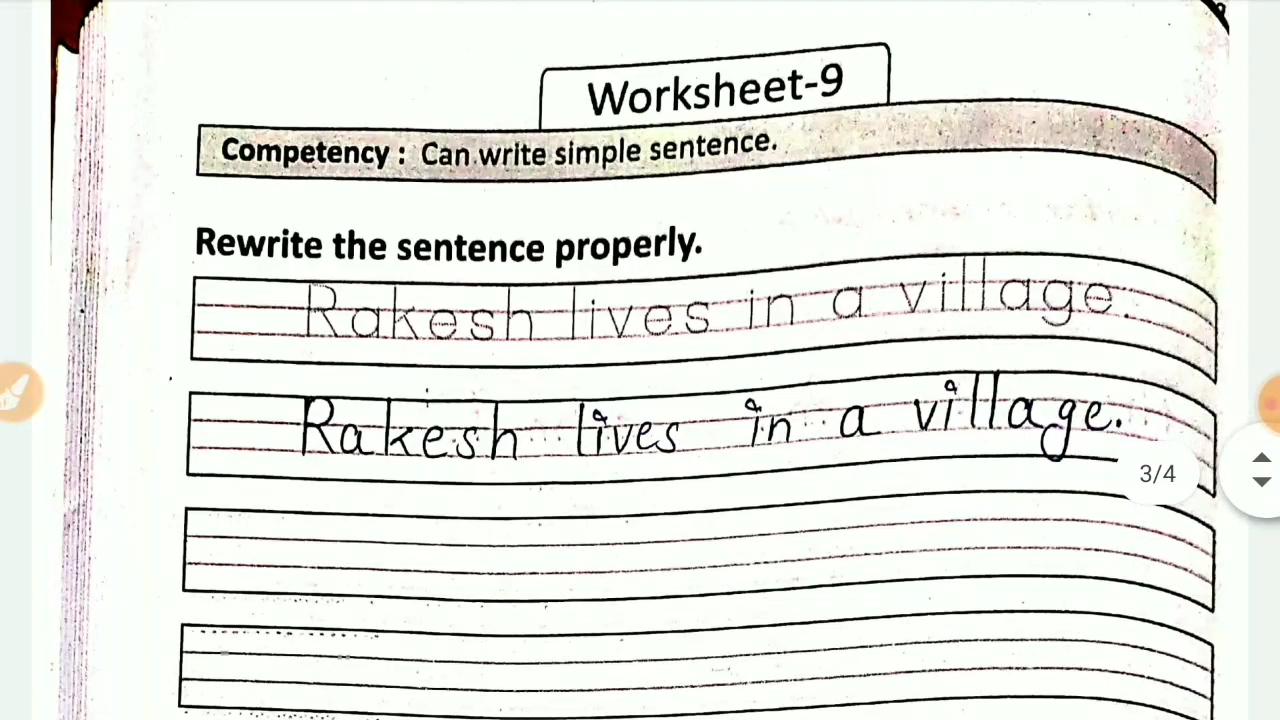 Worksheet-9
Competency : Can write simple sentence.
Rewrite the sentence properly.
Rakesh lives in a village.
Rakesh lives in a village.
3/4